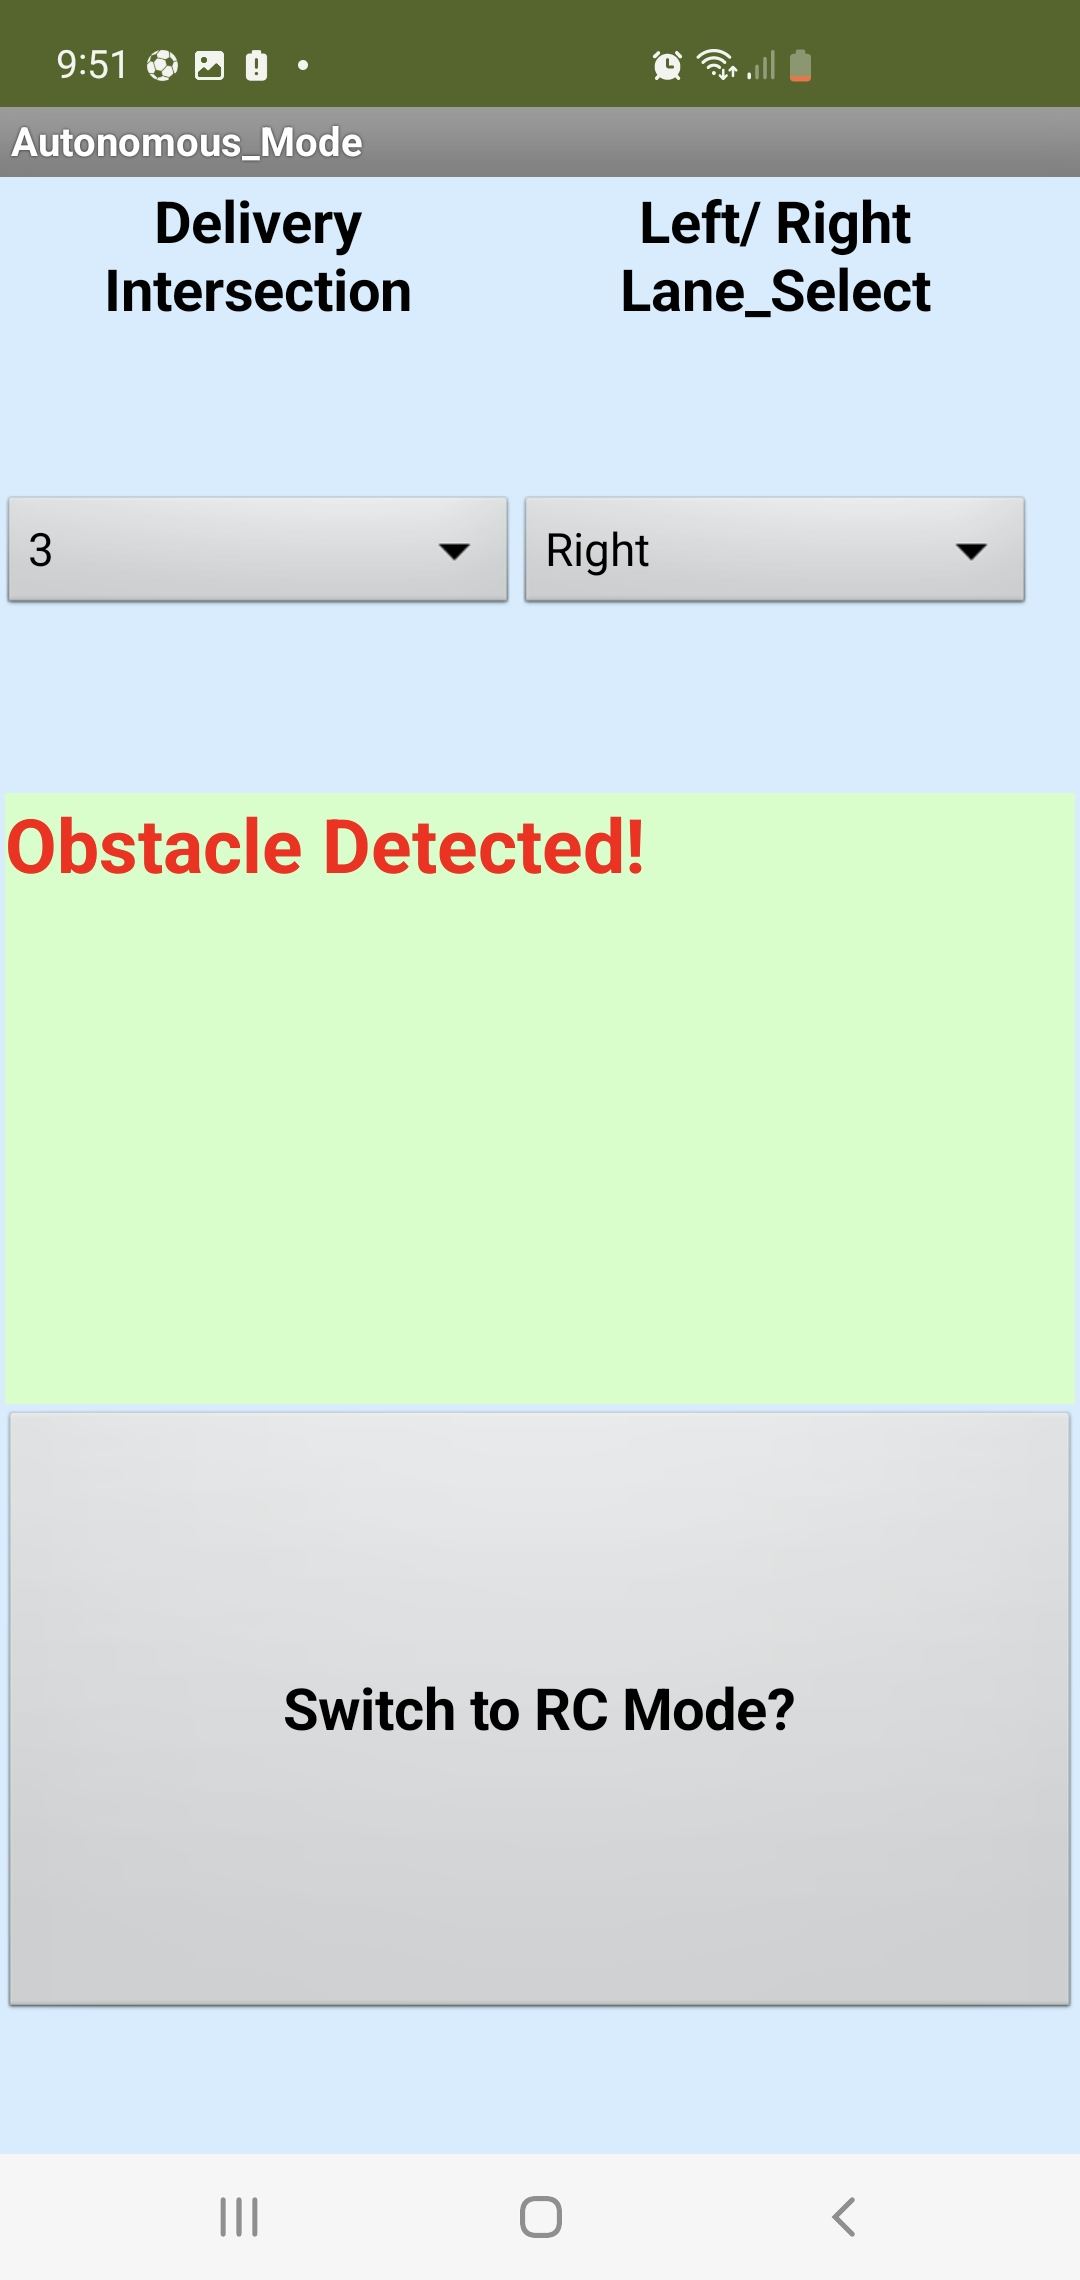 9:51
Autonomous_Mode
Delivery
Intersection
Left/ Right
Lane_Select
3
Right
Obstacle Detected!
Switch to RC Mode?